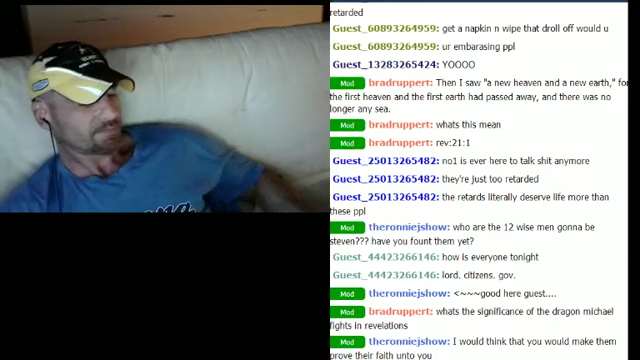 retarded
Guest_60893264959: get a napkin n wipe that droll off would u
Guest_60893264959: ur embarasing ppl
Guest_13283265424: YOOOO
Mod bradruppert: Then I saw "a new heaven and a new earth," for
the first heaven and the first earth had passed away, and there was no
longer any sea.
Mod bradruppert: whats this mean
Mod bradruppert: rev:21:1
Guest_25013265482: no1 is ever here to talk shit anymore
Guest_25013265482: they're just too retarded
Guest_25013265482: the retards literally deserve life more than
these ppl
Mod theronniejshow: who are the 12 wise men gonna be
steven??? have you fount them yet?
Guest_44423266146: how is everyone tonight
Guest_44423266146: lord. citizens. gov.
Mod theronniejshow: <~~~good here guest....
Mod bradruppert: whats the significance of the dragon michael
fights in revelations
Mod theronniejshow: I would think that you would make them
prove their faith unto you